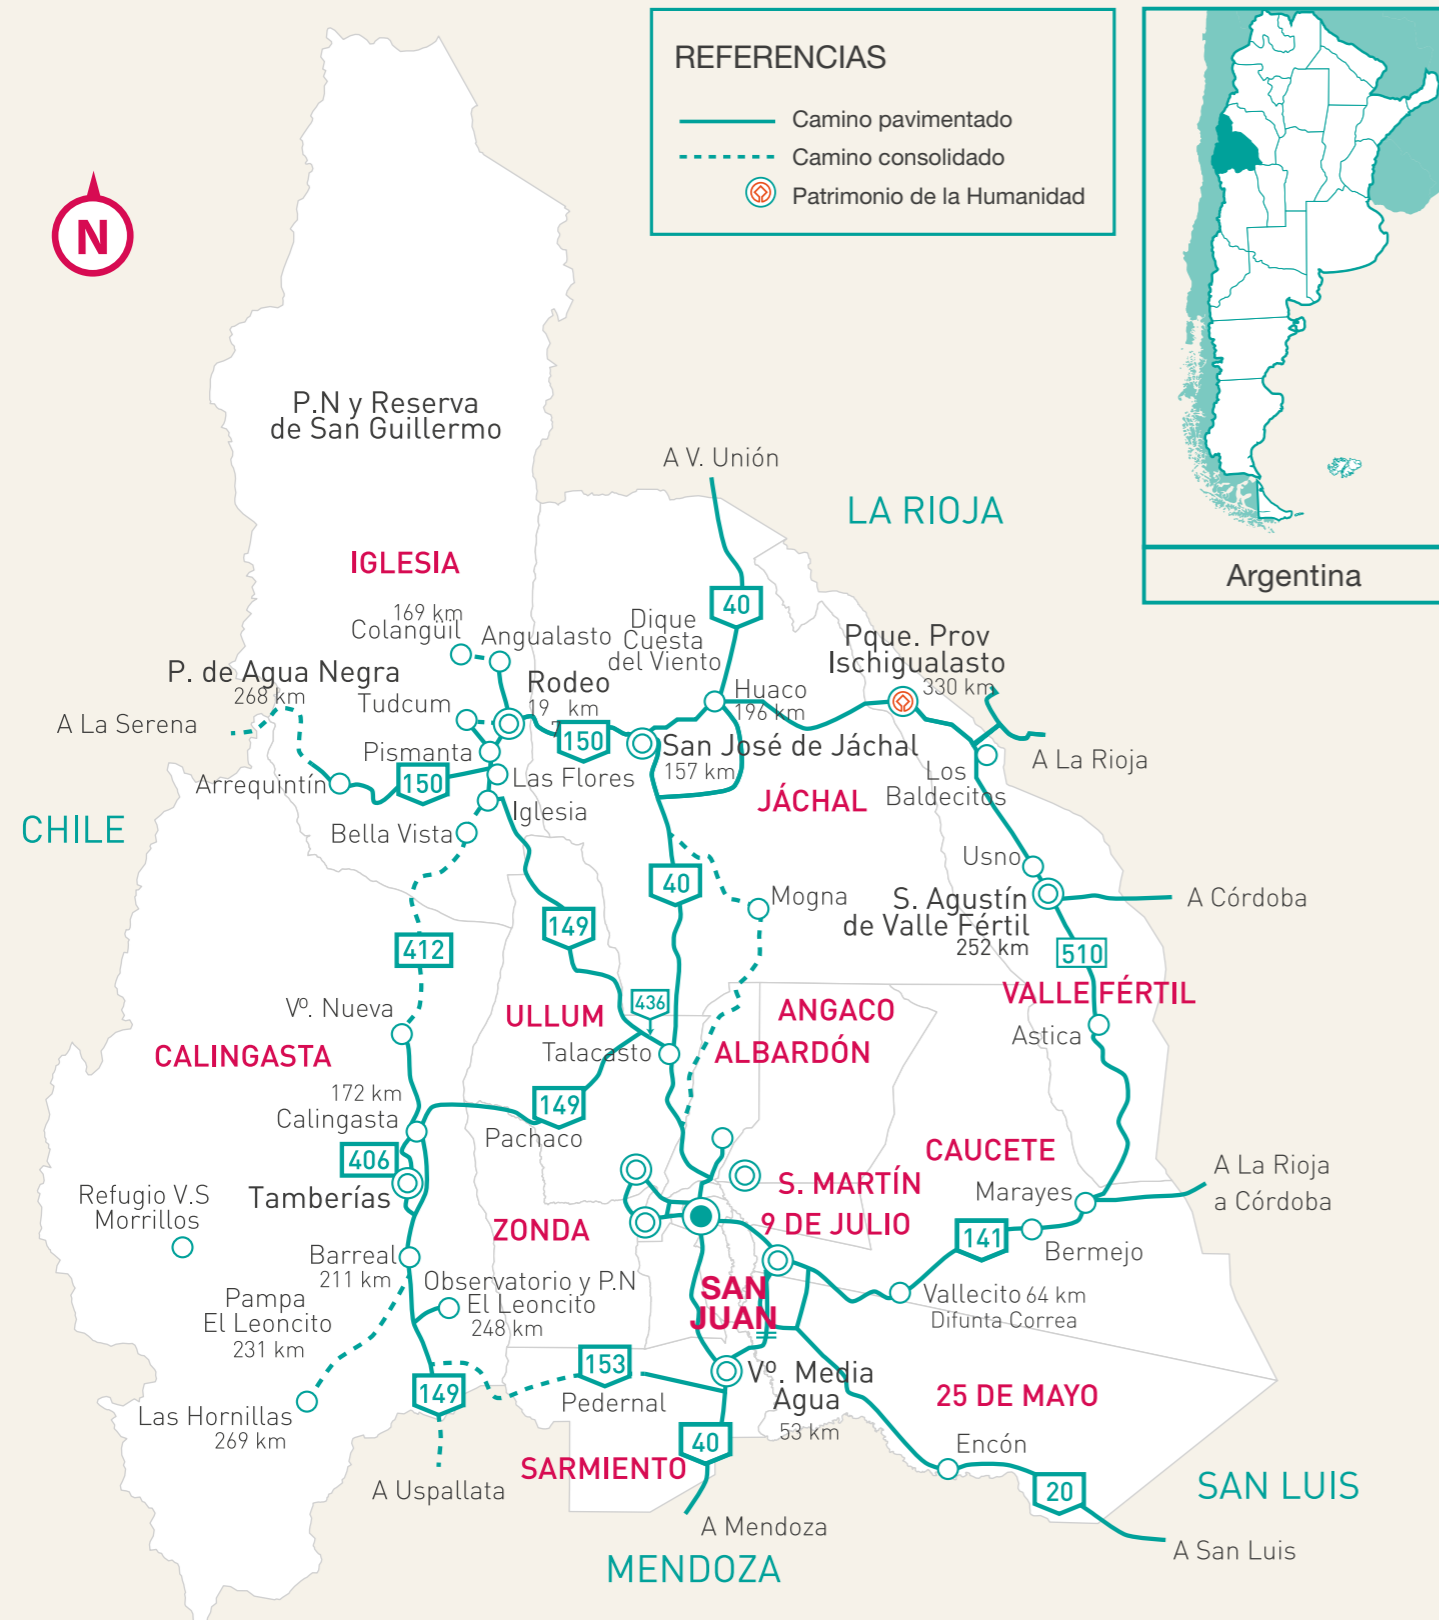 REFERENCIAS
Camino pavimentado
Camino consolidado
Patrimonio de la Humanidad
Argentina
N
P.N y Reserva
de San Guillermo
A V. Unión
LA RIOJA
IGLESIA
169 km
Colangüil
Angualasto
Dique
Cuesta
del Viento
40
Pque. Prov
Ischigualasto
330 km
P. de Agua Negra
268 km
A La Serena
Tudcum
Rodeo
19 km
7
150
Huaco
196 km
San José de Jáchal
157 km
Pismanta
Las Flores
Arrequintín
150
Iglesia
Bella Vista
JÁCHAL
Los
Baldecitos
A La Rioja
CHILE
Usno
40
Mogna
S. Agustín
de Valle Fértil
252 km
A Córdoba
149
412
510
VALLE FÉRTIL
436
Vº. Nueva
ULLUM
ANGACO
Talacasto
ALBARDÓN
Astica
CALINGASTA
172 km
Calingasta
149
Pachaco
406
Tamberías
Refugio V.S
Morrillos
CAUCETE
S. MARTÍN
Marayes
A La Rioja
a Córdoba
ZONDA
9 DE JULIO
141
Bermejo
Barreal
211 km
Observatorio y P.N
El Leoncito
248 km
SAN
JUAN
Vallecito 64 km
Difunta Correa
Pampa
El Leoncito
231 km
153
Pedernal
Vº. Media
Agua
53 km
149
25 DE MAYO
Las Hornillas
269 km
40
Encón
SARMIENTO
A Uspallata
20
SAN LUIS
A Mendoza
A San Luis
MENDOZA